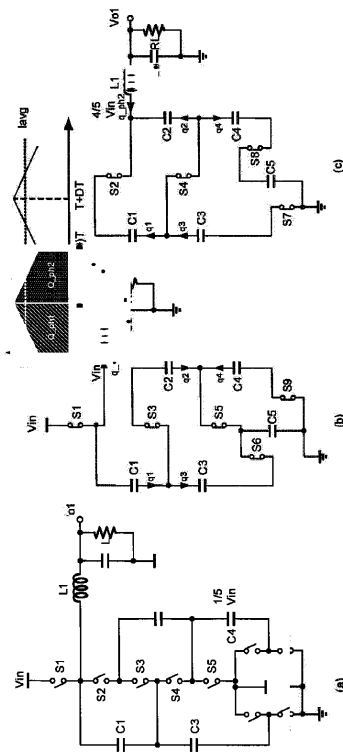 Vin
S1
S2
S3
S4
S5
C1
C3
L1
1/5
Vin
C4
(a)
Vin
S1
Vin
C1
q1
q3
C3
S3
S5
S6
C5
C2
q2
q4
C4
S9
(b)
Q_ph1
Q_ph2
Iavg
T+DT
4/5
Vin
q_ph2
L1
Vo1
RL
S2
C1
q1
q3
C3
S4
C2
q2
q4
C4
S8
C5
S7
(c)